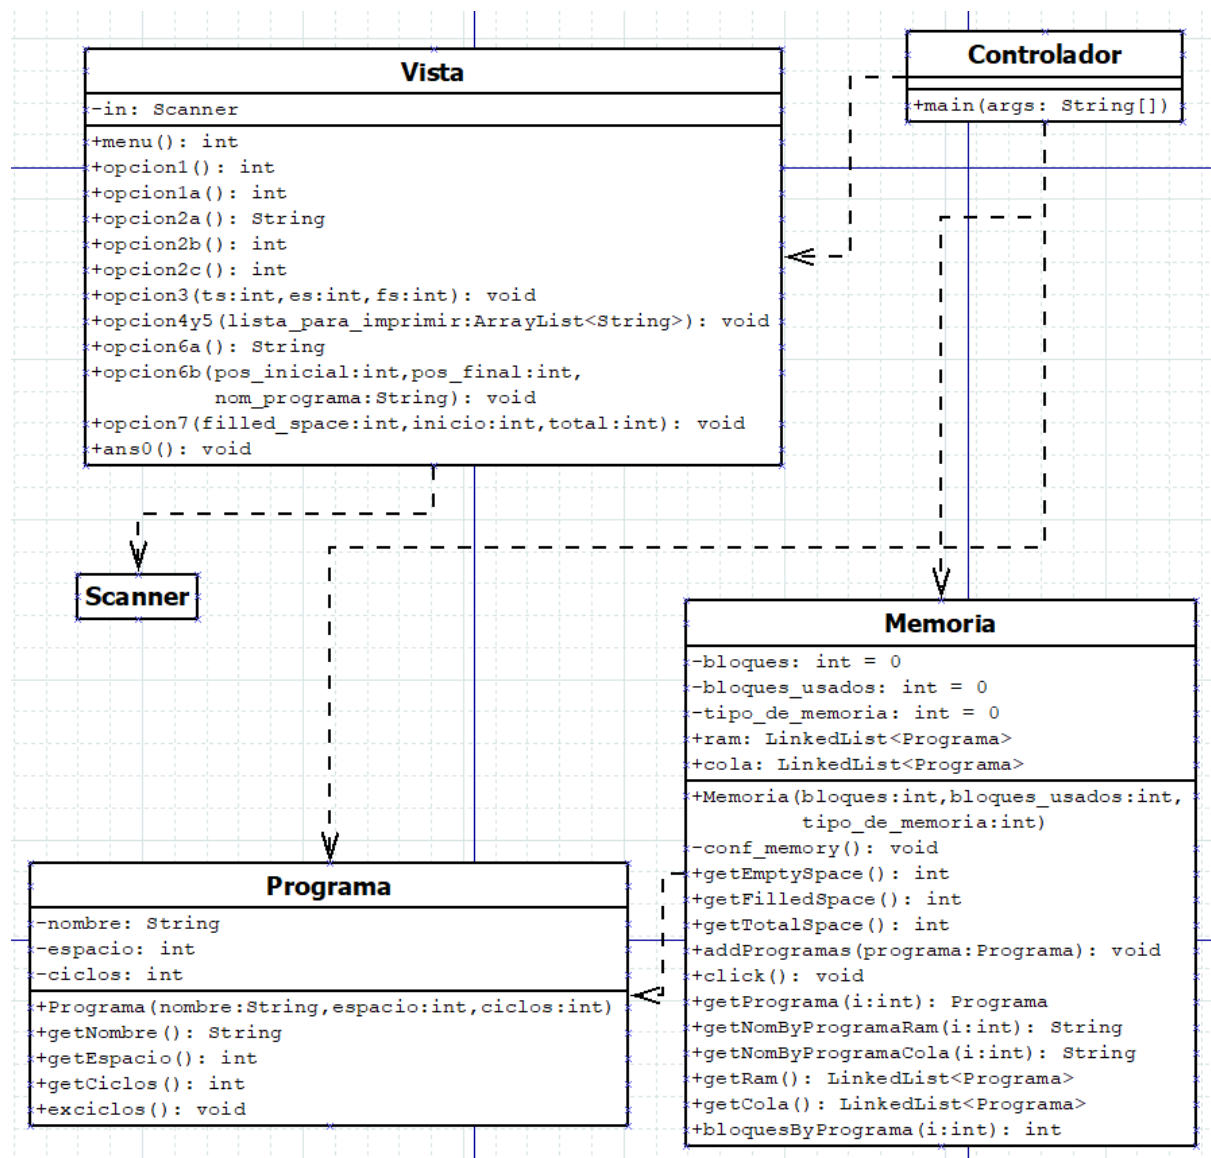 Vista
-in: Scanner
+menu(): int
+opcion1(): int
+opcion1a(): int
+opcion2a(): String
+opcion2b(): int
+opcion2c(): int
+opcion3(ts:int,es:int,fs:int): void
+opcion4y5(lista_para_imprimir:ArrayList<String>): void
+opcion6a(): String
+opcion6b(pos_inicial:int,pos_final:int,
nom_programa:String): void
+opcion7(filled_space:int,inicio:int,total:int): void
+ans0(): void
Controlador
+main(args: String[])
Scanner
Memoria
-bloques: int = 0
-bloques_usados: int = 0
-tipo_de_memoria: int = 0
+ram: LinkedList<Programa>
+cola: LinkedList<Programa>
+Memoria(bloques:int,bloques_usados:int,
tipo_de_memoria:int)
-conf_memory(): void
+getEmptySpace(): int
+getFilledSpace(): int
+getTotalSpace(): int
+addProgramas(programa:Programa): void
+click(): void
+getPrograma(i:int): Programa
+getNomByProgramaRam(i:int): String
+getNomByProgramaCola(i:int): String
+getRam(): LinkedList<Programa>
+getCola(): LinkedList<Programa>
+bloquesByPrograma(i:int): int
Programa
-nombre: String
-espacio: int
-ciclos: int
+Programa(nombre:String,espacio:int,ciclos:int)
+getNombre(): String
+getEspacio(): int
+getCiclos(): int
+exciclos(): void